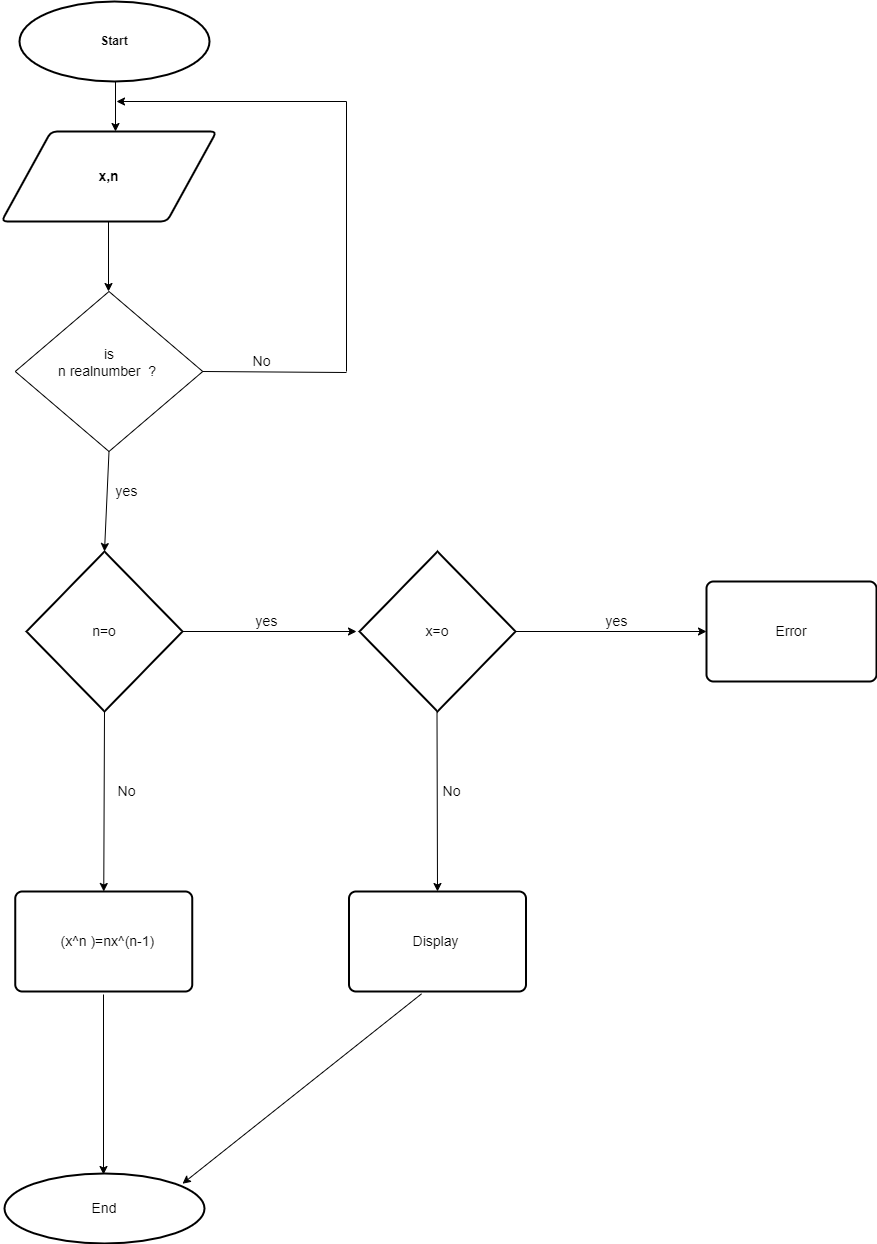 Start
x,n
is
n realnumber ?
No
yes
n=o
yes
x=o
yes
Error
No
No
(x^n )=nx^(n-1)
Display
End